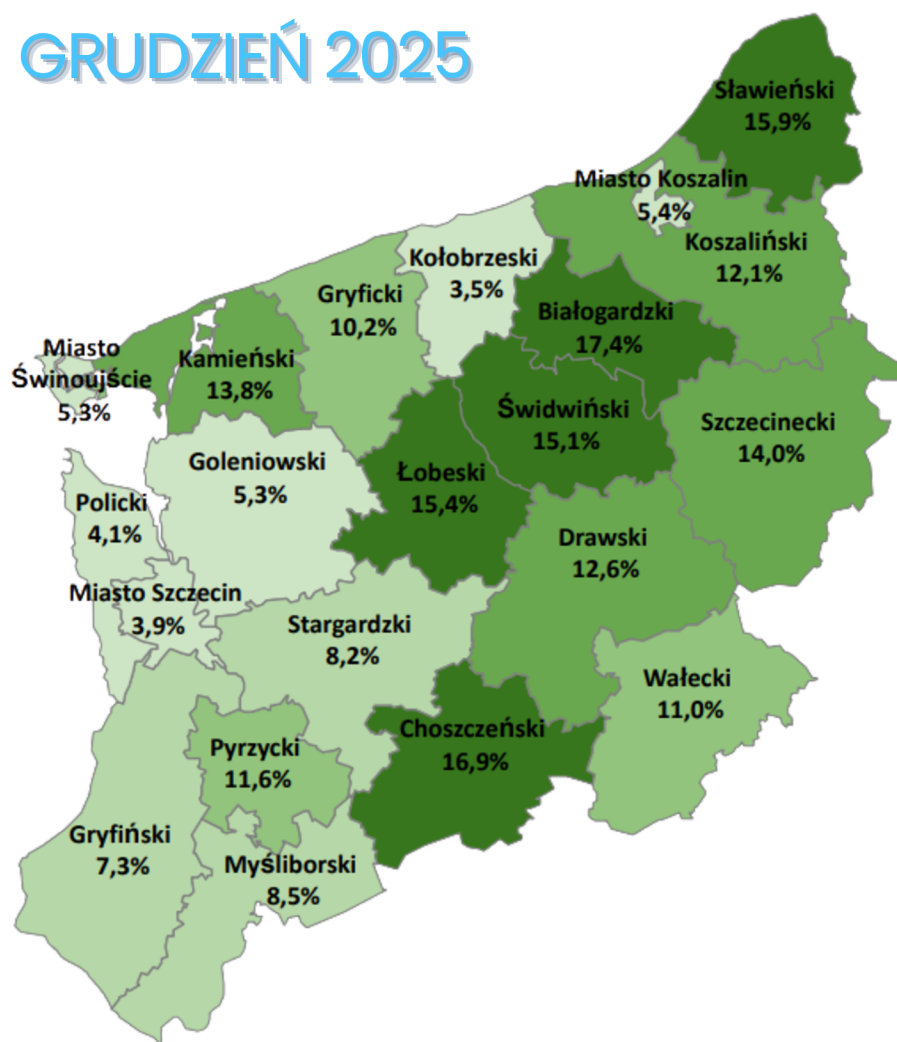 GRUDZIEŃ 2025
Sławieński
15,9%
Miasto Koszalin
5,4%
Koszaliński
12,1%
Kołobrzeski
3,5%
Gryficki
10,2%
Białogardzki
17,4%
Miasto
Świnoujście
5,3%
Kamieński
13,8%
Świdwiński
15,1%
Szczecinecki
14,0%
Goleniowski
5,3%
Łobeski
15,4%
Policki
4,1%
Drawski
12,6%
Miasto Szczecin
3,9%
Stargardzki
8,2%
Wałecki
11,0%
Choszczeński
16,9%
Pyrzycki
11,6%
Gryfiński
7,3%
Myśliborski
8,5%